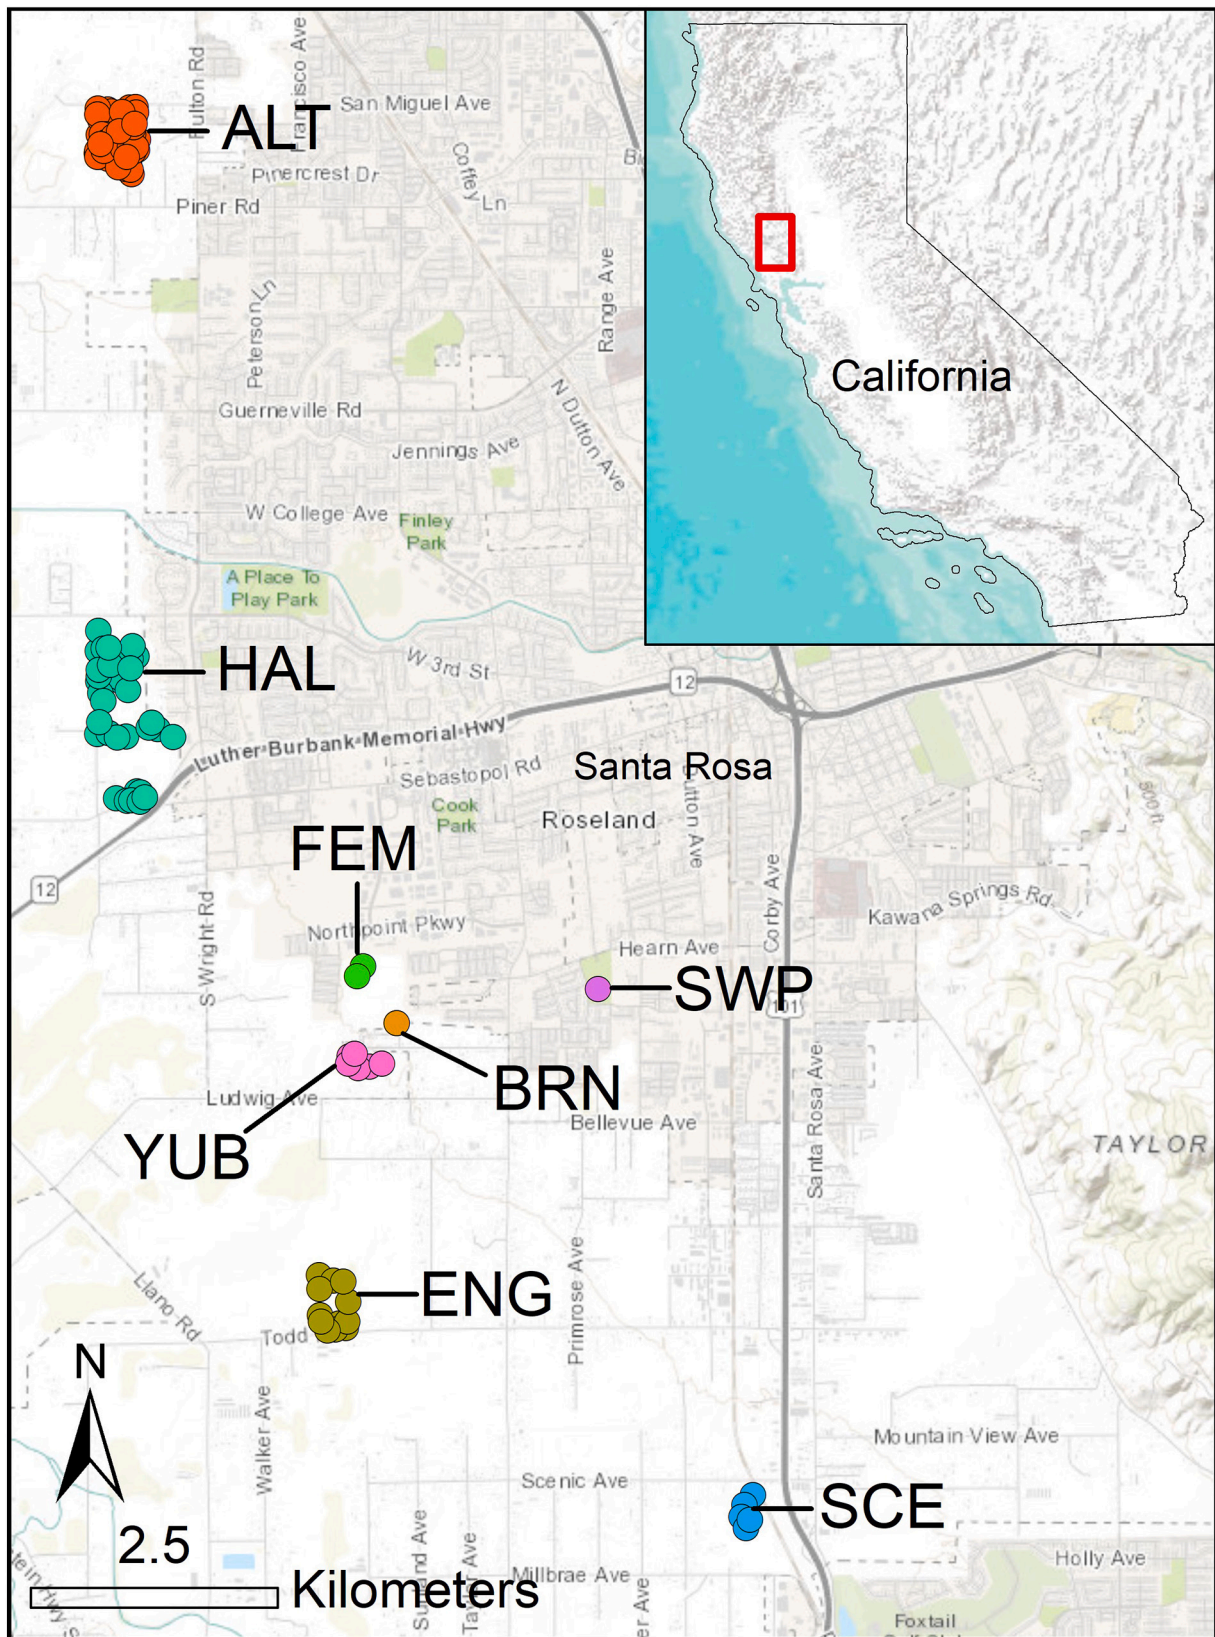 Fulton Rd
Francisco Ave
San Miguel Ave
ALT
Coffey
Ln
Pinercrest Dr
Piner Rd
Peterson Ln
Range Ave
California
Guerneville Rd
N Dutton Ave
Jennings Ave
W College Ave
Finley
Park
A Place To
Play Park
HAL
W 3rd St
12
Luther Burbank Memorial Hwy
Sebastopol Rd
Santa Rosa
Dutton Ave
Cook
Park
Roseland
500 ft
FEM
12
Corby Ave
Kawana Springs Rd
S Wright Rd
Northpoint Pkwy
Hearn Ave
SWP
101
BRN
Ludwig Ave
Bellevue Ave
Santa Rosa Ave
YUB
TAYLOR
Llano Rd
ENG
Primrose Ave
Todd
N
Walker Ave
Mountain View Ave
Scenic Ave
SCE
2.5
Kilometers
Millbrae Ave
Holly Ave
Foxtail